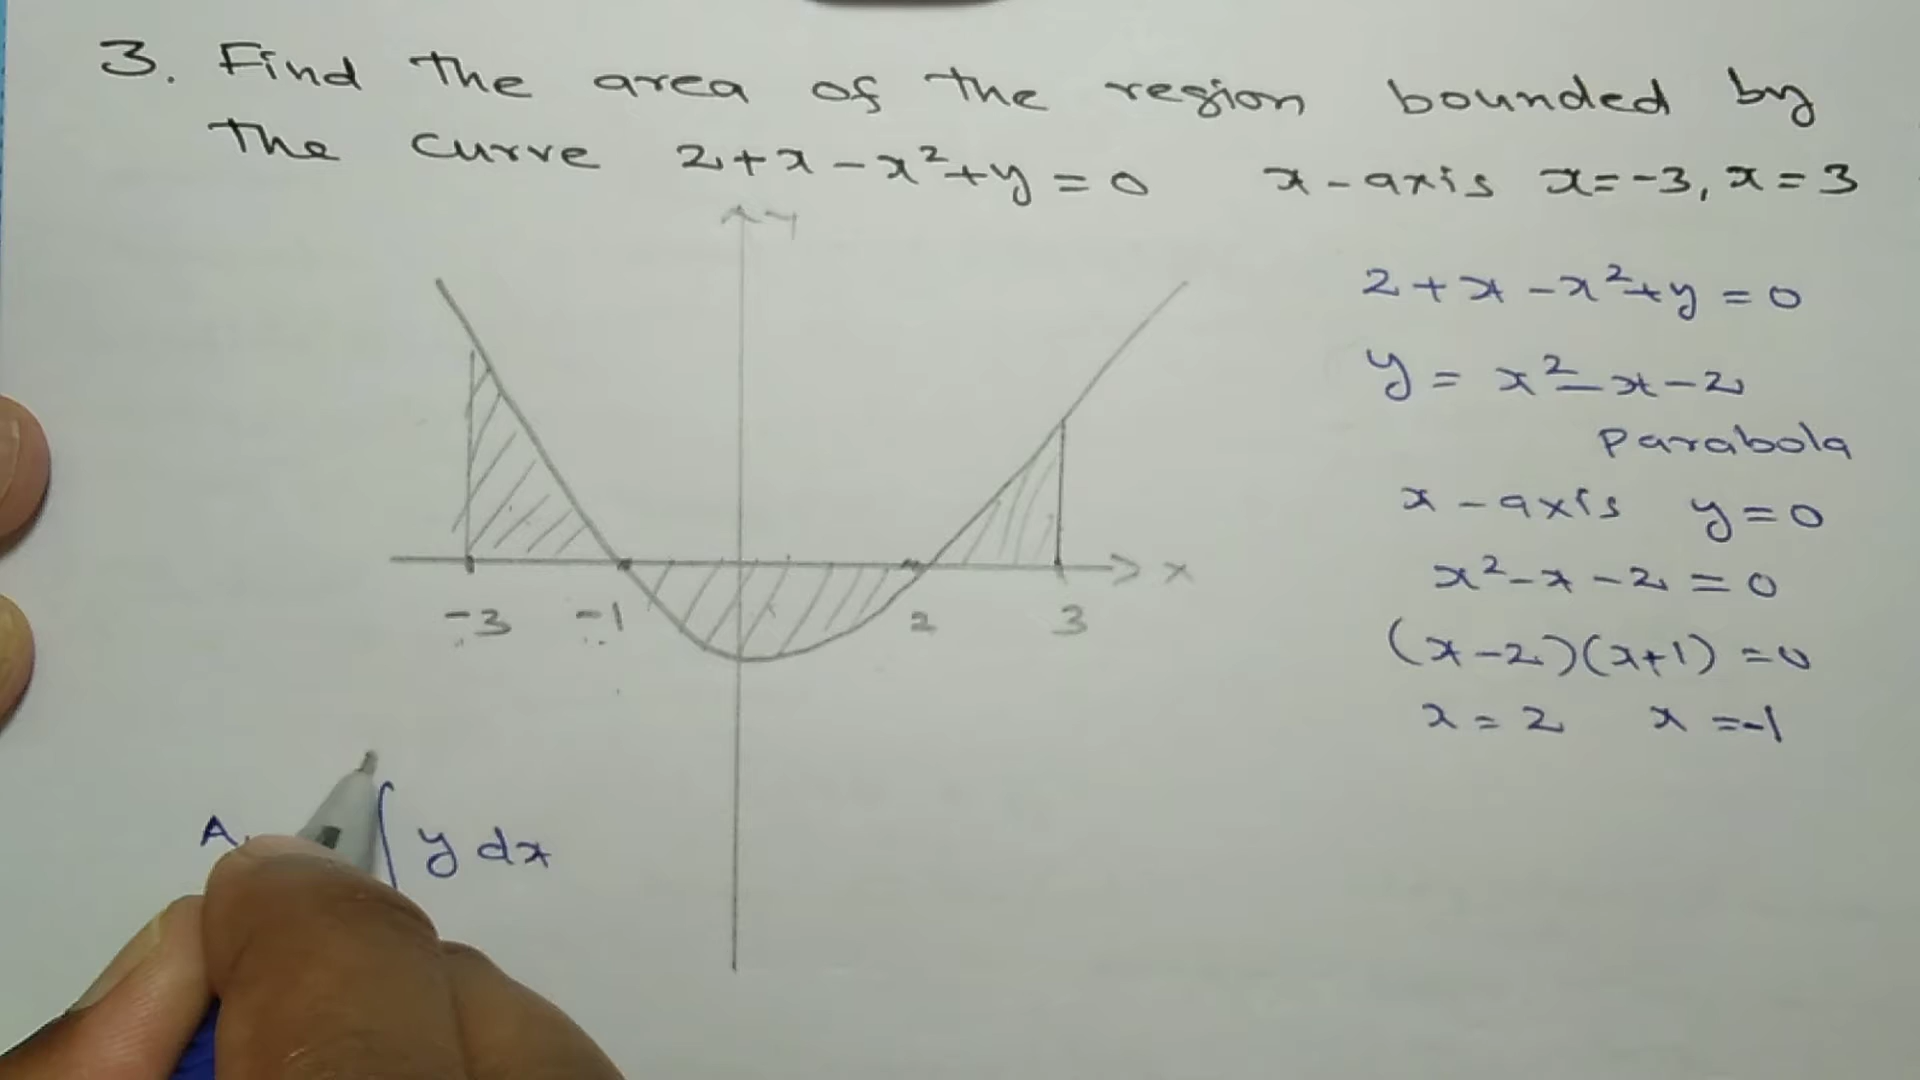 3. Find the area of the region bounded by
the curve 2+x-x²+y=0 x-axis x=-3, x=3
Y
2+x-x²+y=0
y=x²-x-2
Parabola
x-axis y=0
x²-x-2=0
(x-2)(x+1)=0
x=2 x=-1
X
-3 -1 2 3
A ∫ y dx